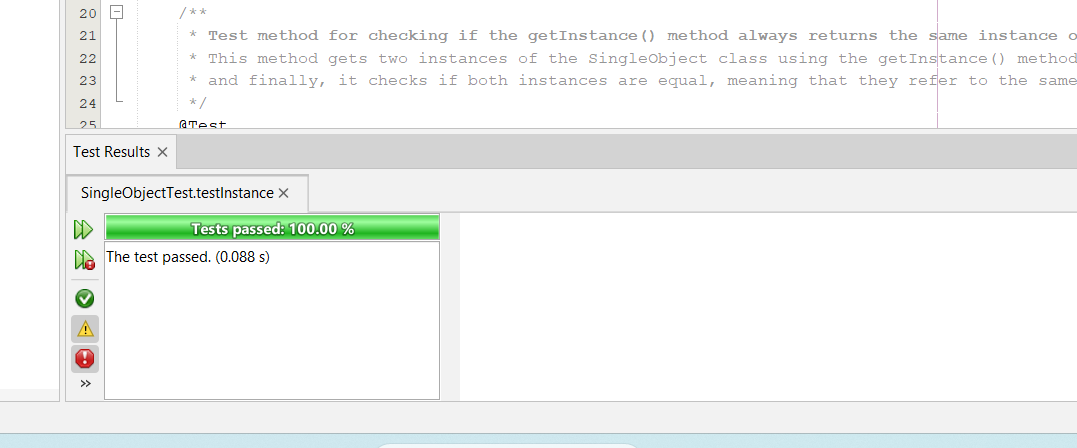 20 /**
21 * Test method for checking if the getInstance() method always returns the same instance o
22 * This method gets two instances of the SingleObject class using the getInstance() method
23 * and finally, it checks if both instances are equal, meaning that they refer to the same
24 */
25 @Test
Test Results
SingleObjectTest.testInstance
Tests passed: 100.00 %
The test passed. (0.088 s)